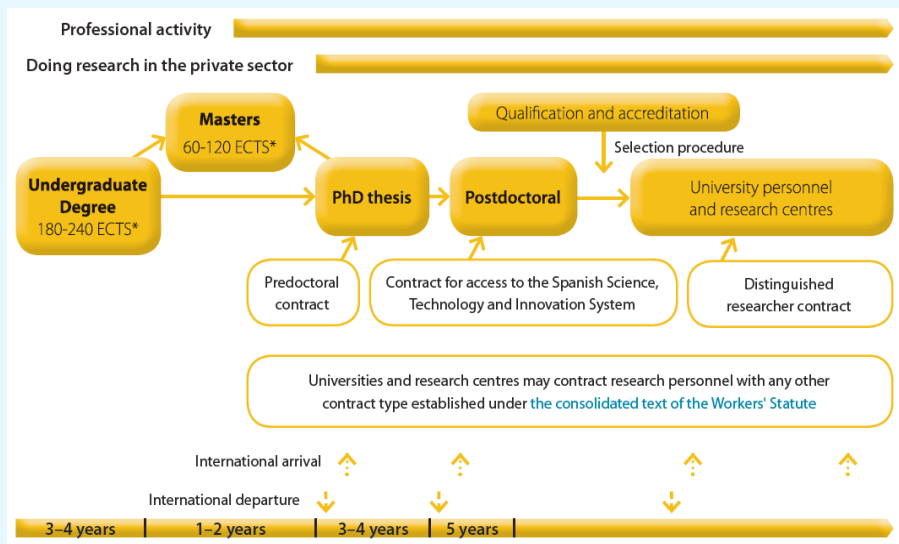 Professional activity
Doing research in the private sector
Masters
60-120 ECTS*
Qualification and accreditation
Selection procedure
Undergraduate
Degree
180-240 ECTS*
PhD thesis
Postdoctoral
University personnel
and research centres
Predoctoral
contract
Contract for access to the Spanish Science,
Technology and Innovation System
Distinguished
researcher contract
Universities and research centres may contract research personnel with any other
contract type established under the consolidated text of the Workers' Statute
International arrival
International departure
3–4 years
1–2 years
3–4 years
5 years